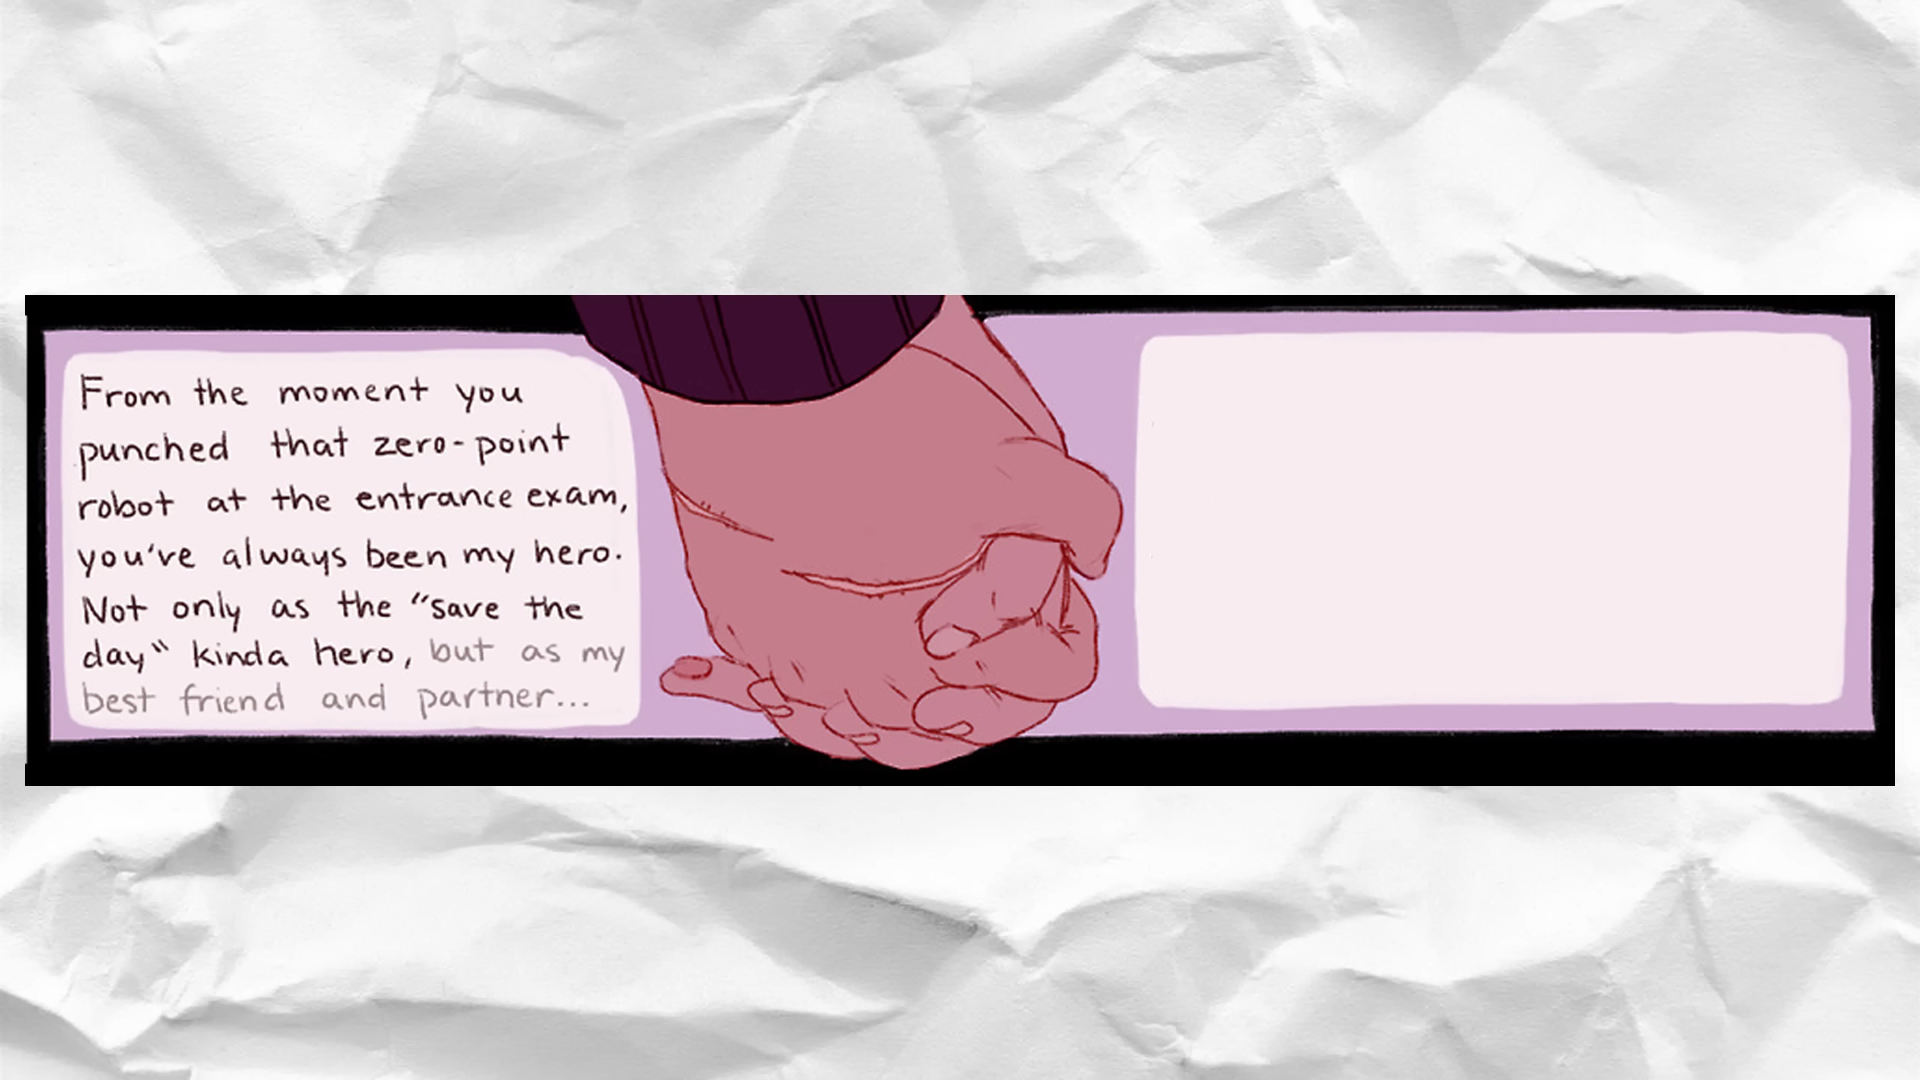 From the moment you
punched that zero-point
robot at the entrance exam,
you've always been my hero.
Not only as the "save the
day" kinda hero, but as my
best friend and partner...